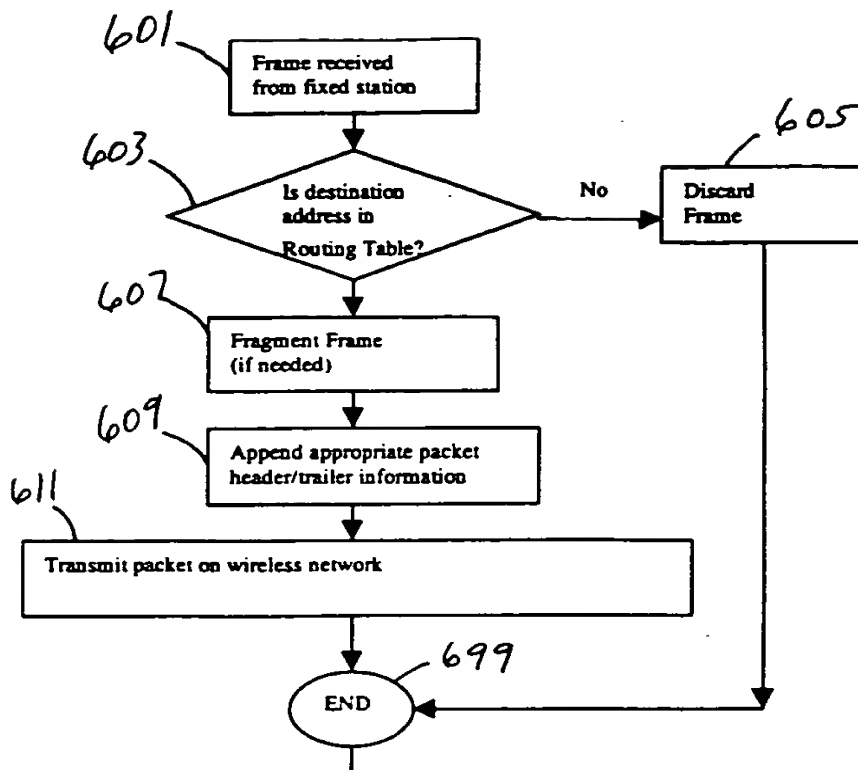 601
Frame received
from fixed station
603
Is destination
address in
Routing Table?
No
605
Discard
Frame
607
Fragment Frame
(if needed)
609
Append appropriate packet
header/trailer information
611
Transmit packet on wireless network
699
END